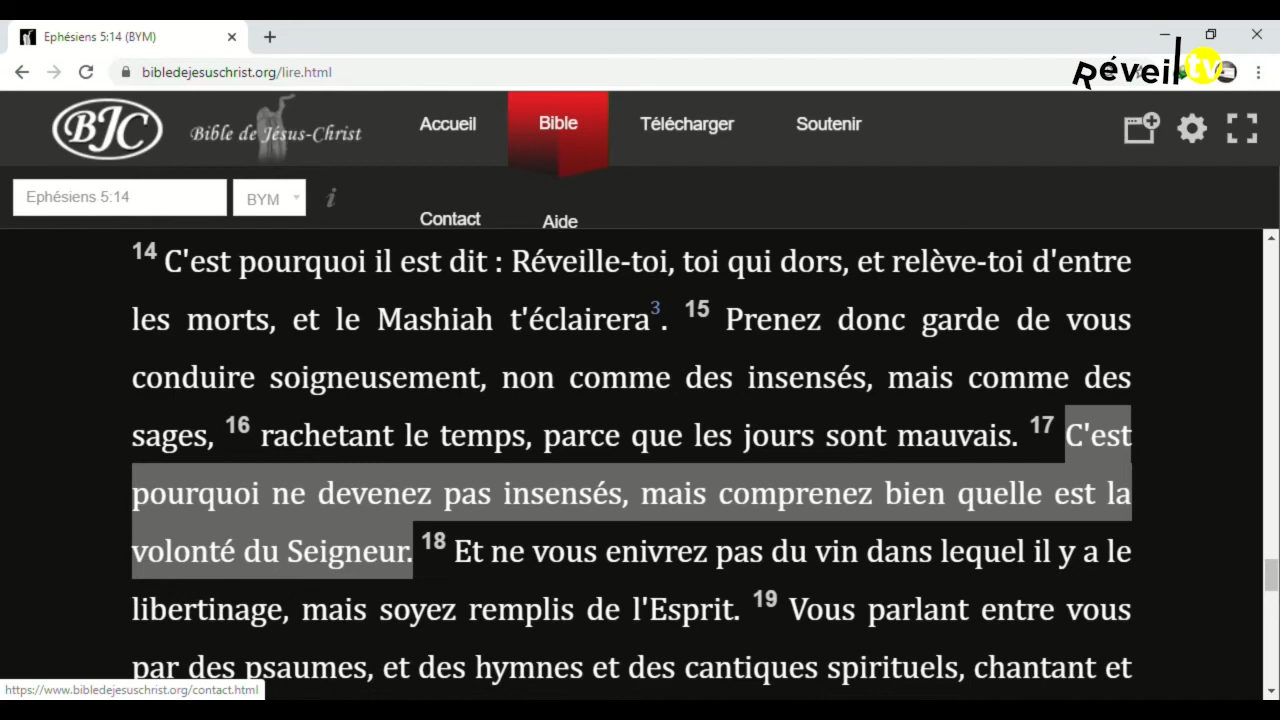 Ephésiens 5:14 (BYM)
bibledejesuschrist.org/lire.html
Réveil tv
BJC Bible de Jésus-Christ Accueil Bible Télécharger Soutenir
Ephésiens 5:14 BYM i Contact Aide
14 C'est pourquoi il est dit : Réveille-toi, toi qui dors, et relève-toi d'entre
les morts, et le Mashiah t'éclairera3. 15 Prenez donc garde de vous
conduire soigneusement, non comme des insensés, mais comme des
sages, 16 rachetant le temps, parce que les jours sont mauvais. 17 C'est
pourquoi ne devenez pas insensés, mais comprenez bien quelle est la
volonté du Seigneur. 18 Et ne vous enivrez pas du vin dans lequel il y a le
libertinage, mais soyez remplis de l'Esprit. 19 Vous parlant entre vous
par des psaumes, et des hymnes et des cantiques spirituels, chantant et
https://www.bibledejesuschrist.org/contact.html